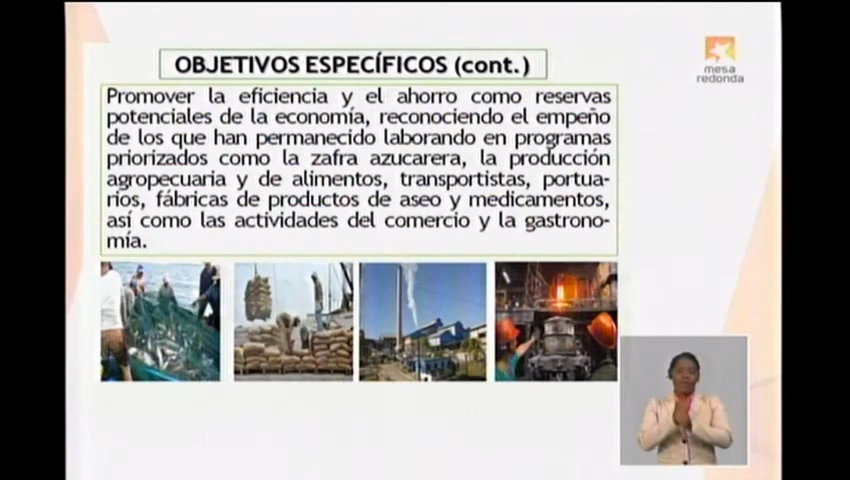 mesa
redonda
OBJETIVOS ESPECÍFICOS (cont.)
Promover la eficiencia y el ahorro como reservas
potenciales de la economía, reconociendo el empeño
de los que han permanecido laborando en programas
priorizados como la zafra azucarera, la producción
agropecuaria y de alimentos, transportistas, portua-
rios, fábricas de productos de aseo y medicamentos,
así como las actividades del comercio y la gastrono-
mía.